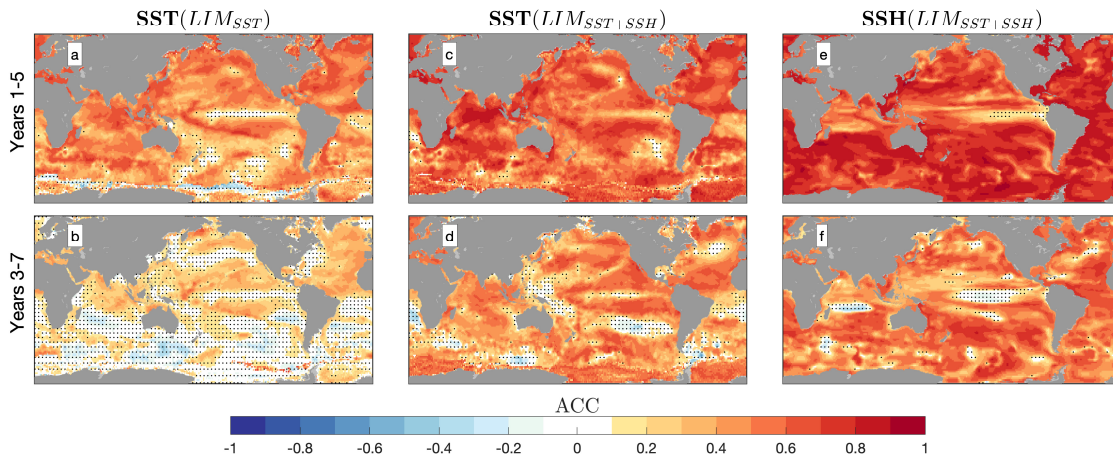 SST(LIM_SST) SST(LIM_SST+SSH) SSH(LIM_SST+SSH)
Years 1-5
a c e
Years 3-7
b d f
ACC
-1 -0.8 -0.6 -0.4 -0.2 0 0.2 0.4 0.6 0.8 1